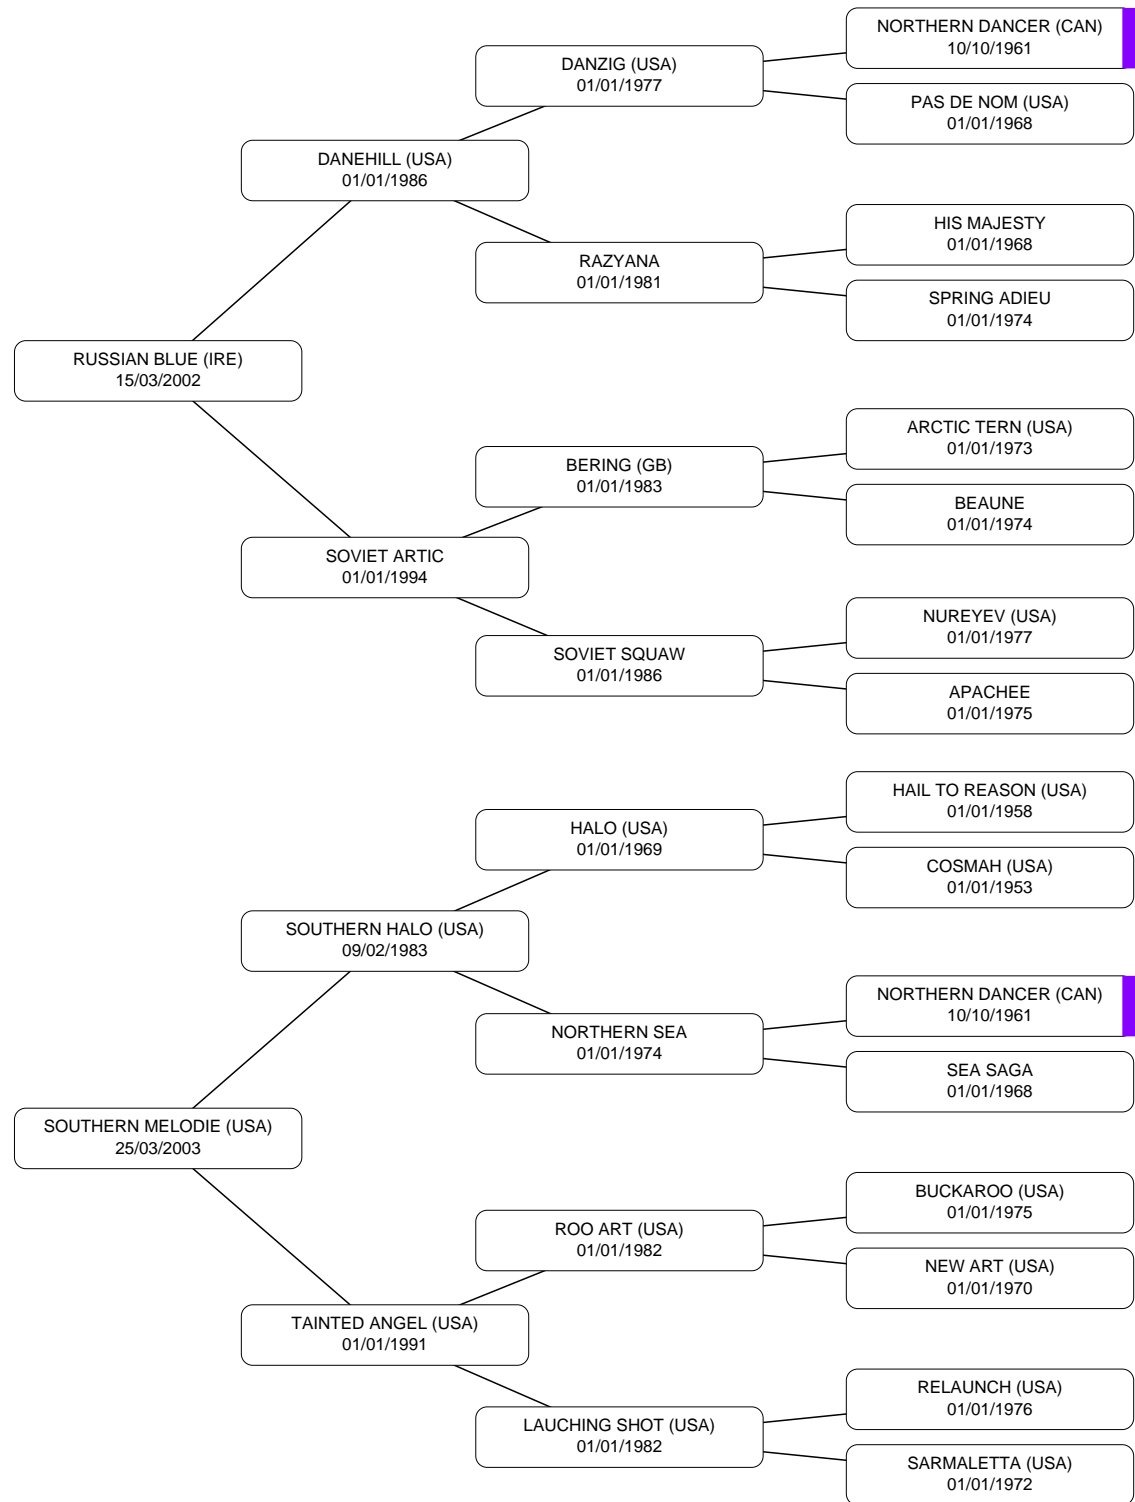 NORTHERN DANCER (CAN)
10/10/1961
DANZIG (USA)
01/01/1977
PAS DE NOM (USA)
01/01/1968
DANEHILL (USA)
01/01/1986
HIS MAJESTY
01/01/1968
RAZYANA
01/01/1981
SPRING ADIEU
01/01/1974
RUSSIAN BLUE (IRE)
15/03/2002
ARCTIC TERN (USA)
01/01/1973
BERING (GB)
01/01/1983
BEAUNE
01/01/1974
SOVIET ARTIC
01/01/1994
NUREYEV (USA)
01/01/1977
SOVIET SQUAW
01/01/1986
APACHEE
01/01/1975
HAIL TO REASON (USA)
01/01/1958
HALO (USA)
01/01/1969
COSMAH (USA)
01/01/1953
SOUTHERN HALO (USA)
09/02/1983
NORTHERN DANCER (CAN)
10/10/1961
NORTHERN SEA
01/01/1974
SEA SAGA
01/01/1968
SOUTHERN MELODIE (USA)
25/03/2003
BUCKAROO (USA)
01/01/1975
ROO ART (USA)
01/01/1982
NEW ART (USA)
01/01/1970
TAINTED ANGEL (USA)
01/01/1991
RELAUNCH (USA)
01/01/1976
LAUCHING SHOT (USA)
01/01/1982
SARMALETTA (USA)
01/01/1972